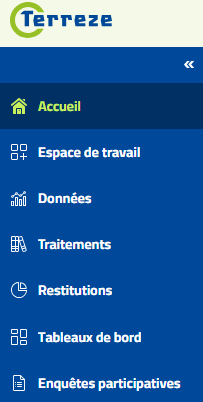 Terreze
«
Accueil
Espace de travail
Données
Traitements
Restitutions
Tableaux de bord
Enquêtes participatives